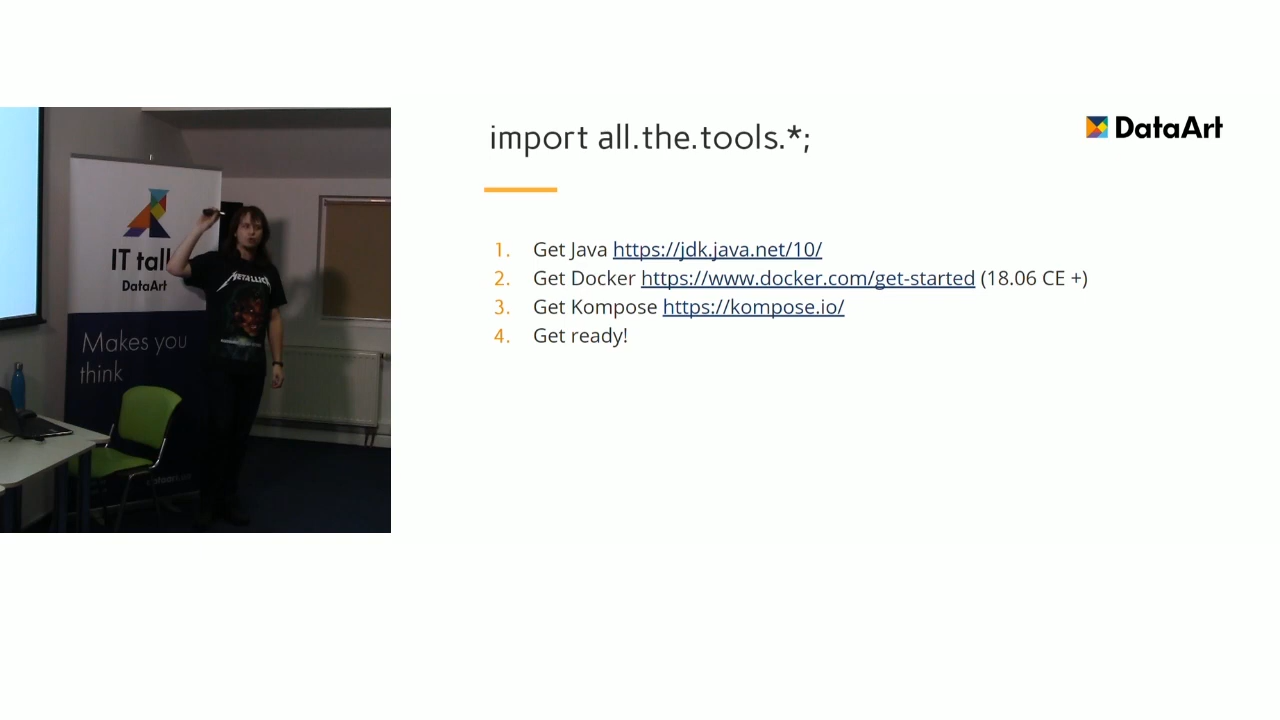 import all.the.tools.*;
DataArt
1. Get Java https://jdk.java.net/10/
2. Get Docker https://www.docker.com/get-started (18.06 CE +)
3. Get Kompose https://kompose.io/
4. Get ready!
IT talk
DataArt
METALLICA
Makes you
think